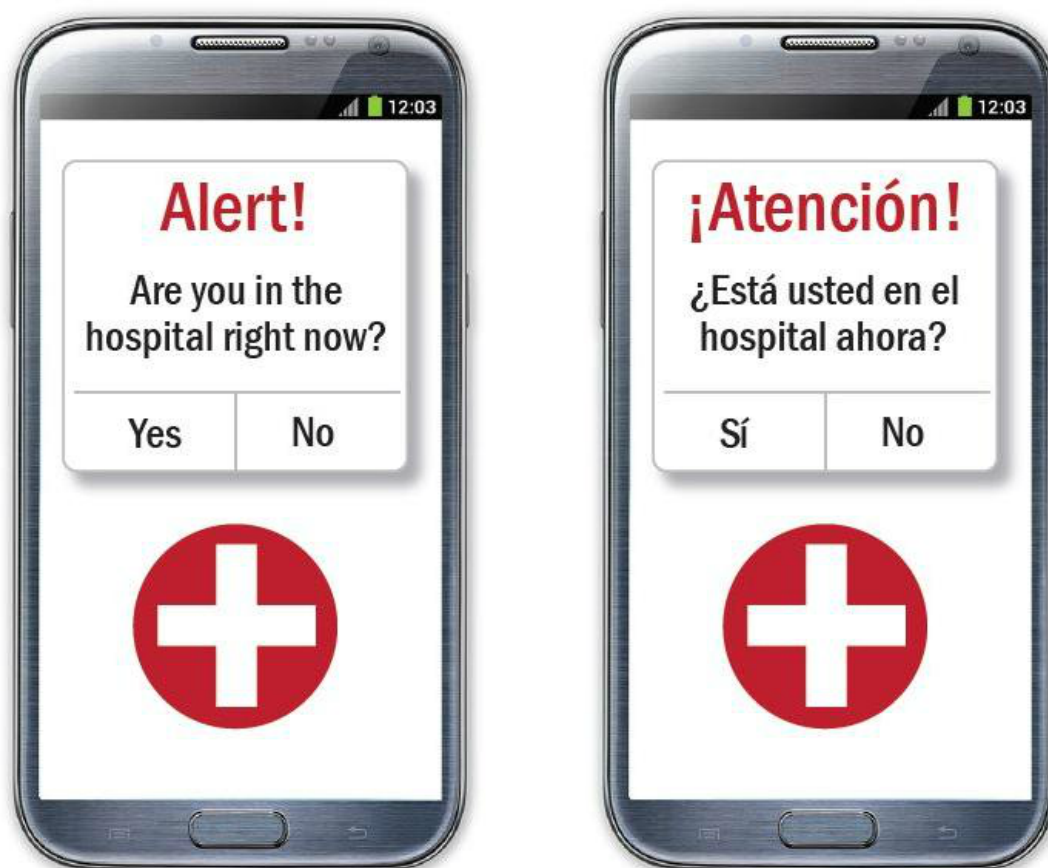 12:03
Alert!
Are you in the
hospital right now?
Yes
No
12:03
¡Atención!
¿Está usted en el
hospital ahora?
Sí
No